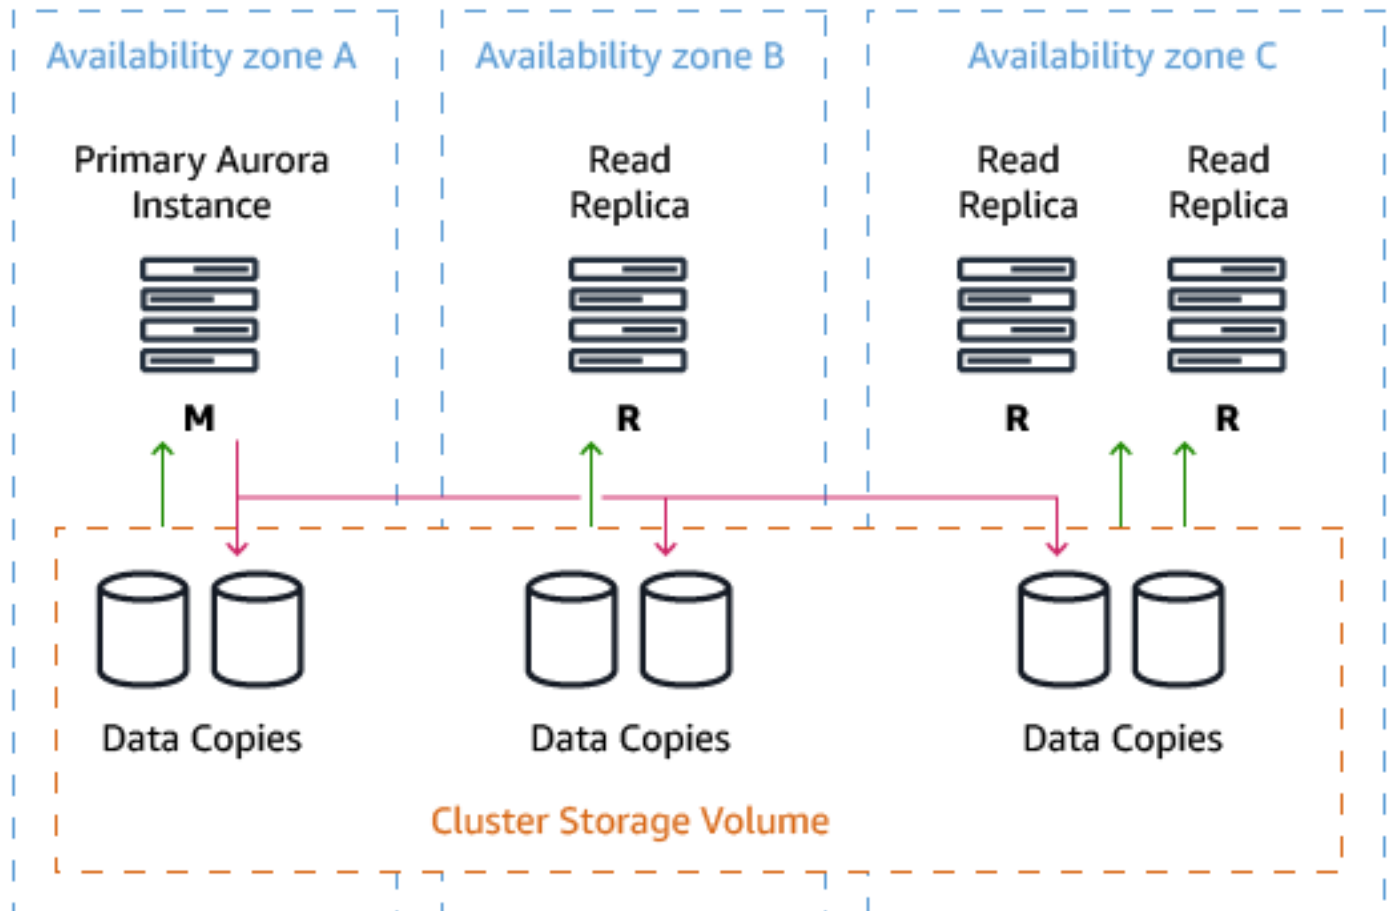 Availability zone A
Availability zone B
Availability zone C
Primary Aurora
Instance
Read
Replica
Read
Replica
Read
Replica
M
R
R
R
Data Copies
Data Copies
Data Copies
Cluster Storage Volume